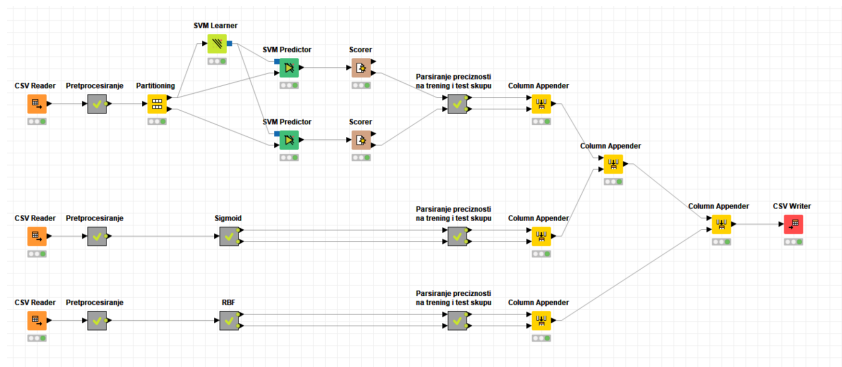 SVM Learner
SVM Predictor
Scorer
CSV Reader
Pretprocesiranje
Partitioning
Parsiranje preciznosti
na trening i test skupu
Column Appender
SVM Predictor
Scorer
Column Appender
CSV Reader
Pretprocesiranje
Sigmoid
Parsiranje preciznosti
na trening i test skupu
Column Appender
Column Appender
CSV Writer
CSV Reader
Pretprocesiranje
RBF
Parsiranje preciznosti
na trening i test skupu
Column Appender